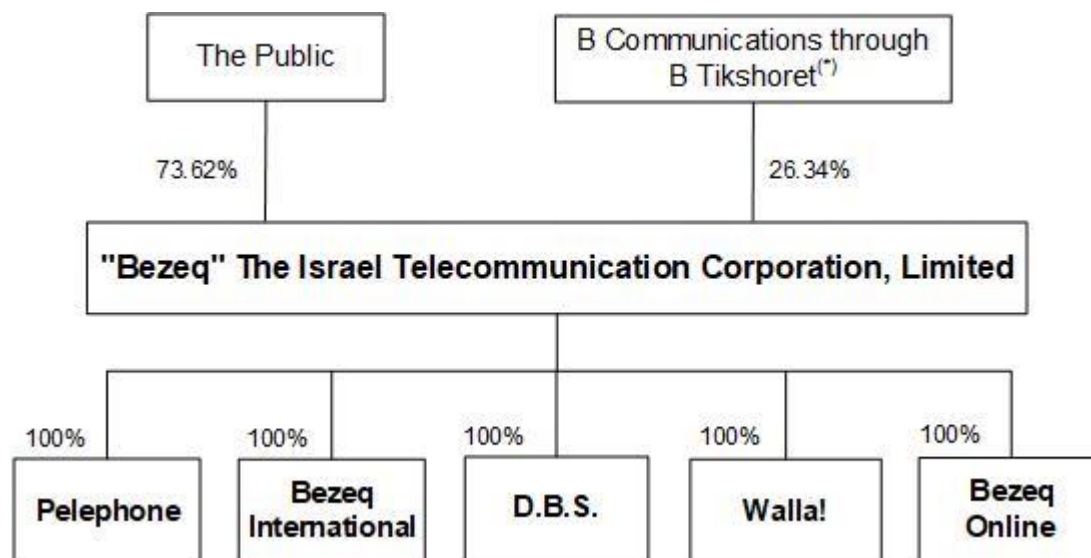 The Public
B Communications through
B Tikshoret(*)
73.62%
26.34%
"Bezeq" The Israel Telecommunication Corporation, Limited
100%
100%
100%
100%
100%
Pelephone
Bezeq
International
D.B.S.
Walla!
Bezeq
Online